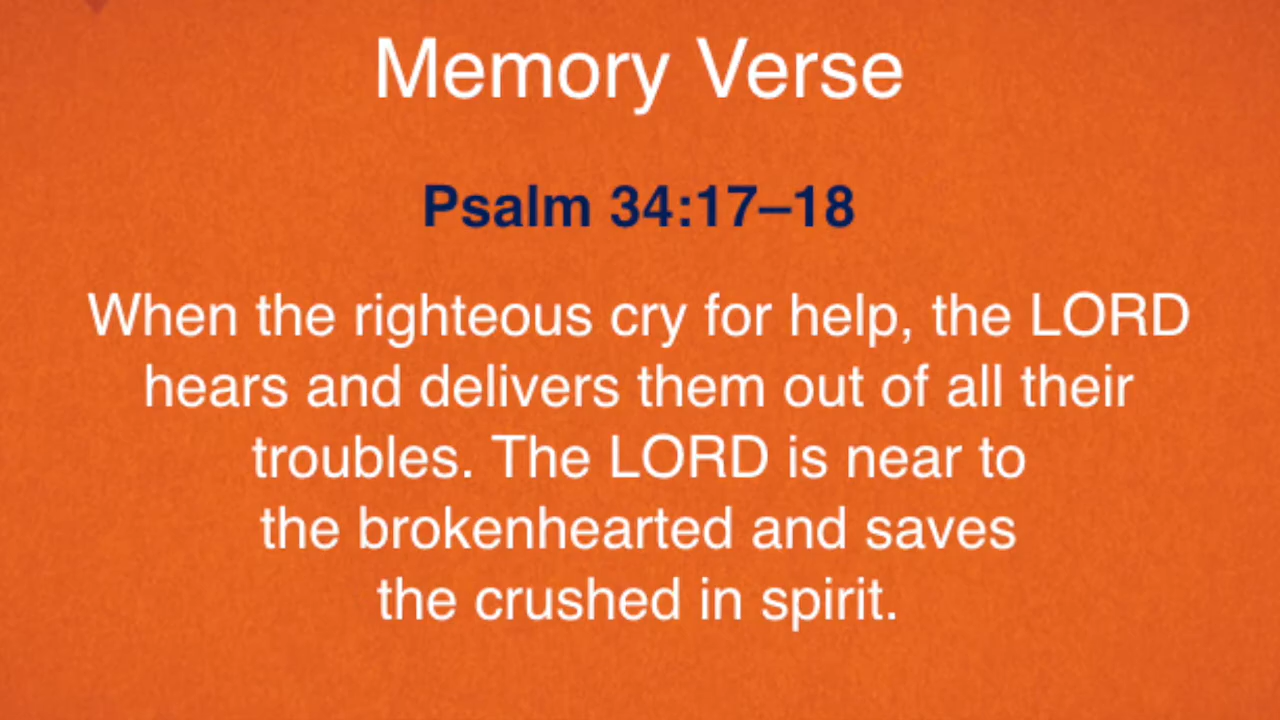 Memory Verse
Psalm 34:17–18
When the righteous cry for help, the LORD
hears and delivers them out of all their
troubles. The LORD is near to
the brokenhearted and saves
the crushed in spirit.